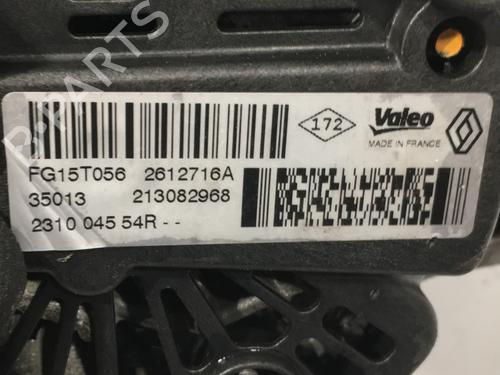 172
Valeo
MADE IN FRANCE
FG15T056 2612716A
35013 213082968
2310 045 54R - -
B-PARTS